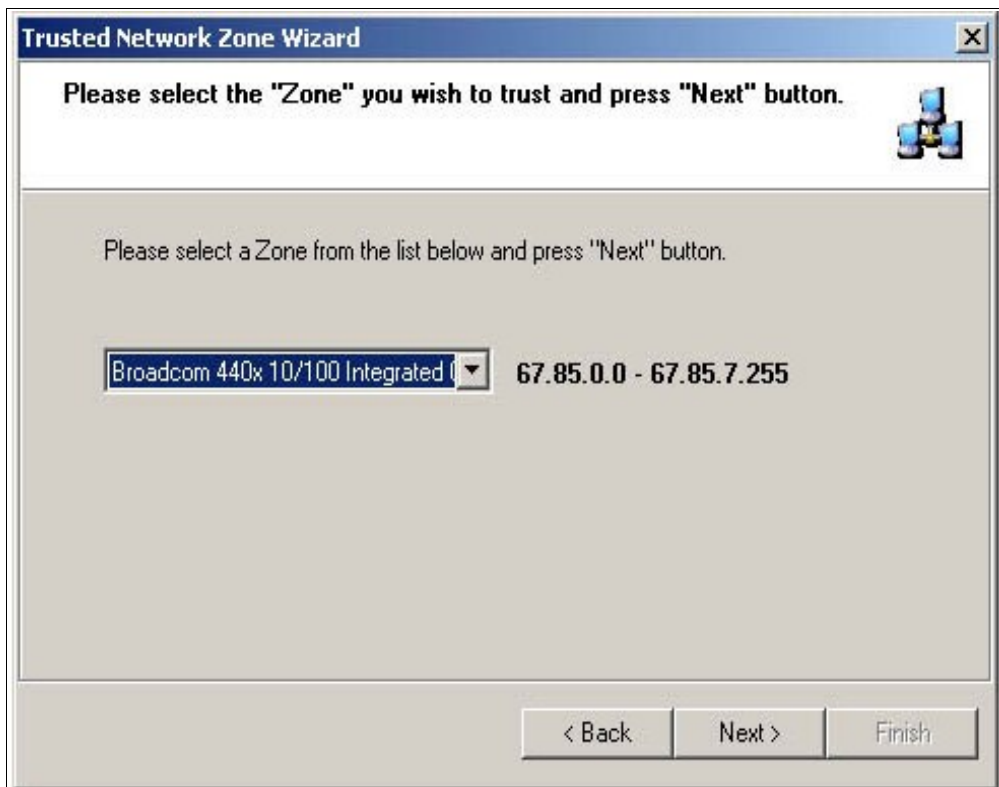 Trusted Network Zone Wizard
Please select the "Zone" you wish to trust and press "Next" button.
Please select a Zone from the list below and press "Next" button.
Broadcom 440x 10/100 Integrated
67.85.0.0 - 67.85.7.255
< Back
Next >
Finish